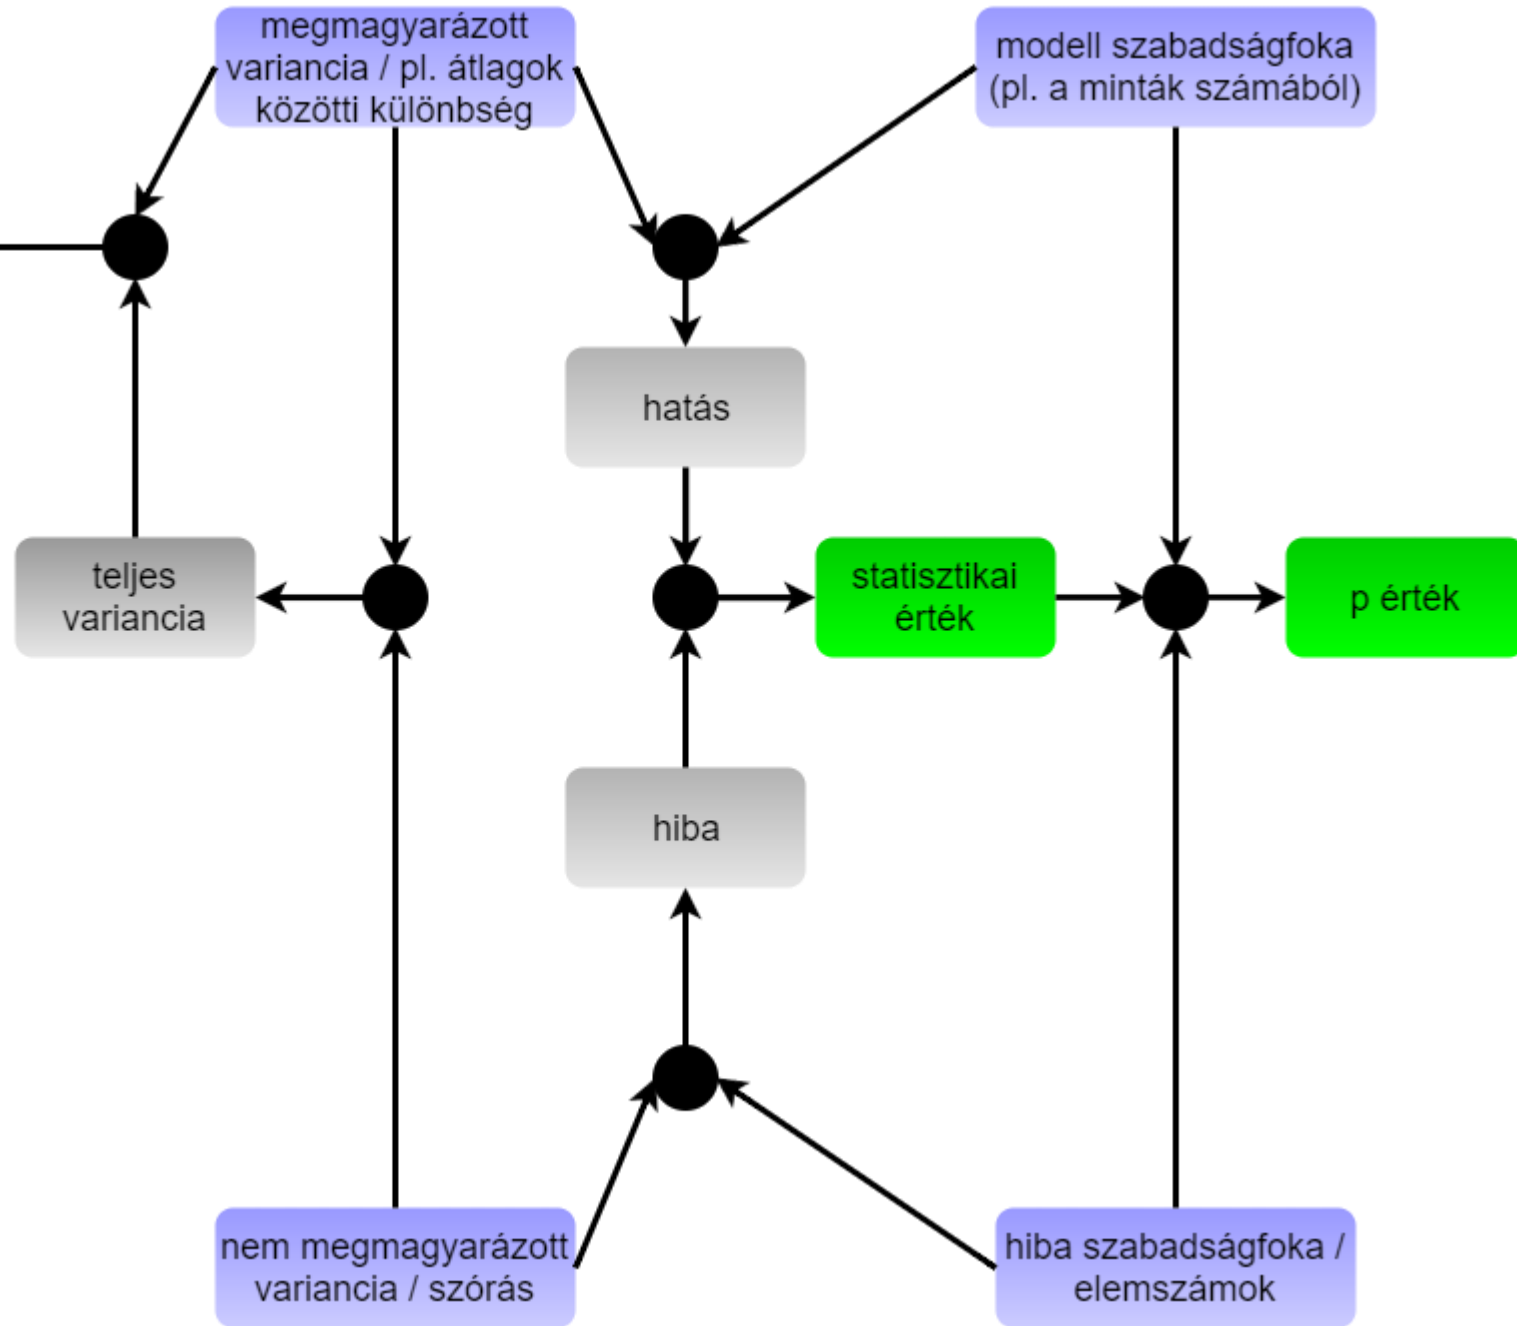 megmagyarázott
variancia / pl. átlagok
közötti különbség
modell szabadságfoka
(pl. a minták számából)
hatás
teljes
variancia
statisztikai
érték
p érték
hiba
nem megmagyarázott
variancia / szórás
hiba szabadságfoka /
elemszámok